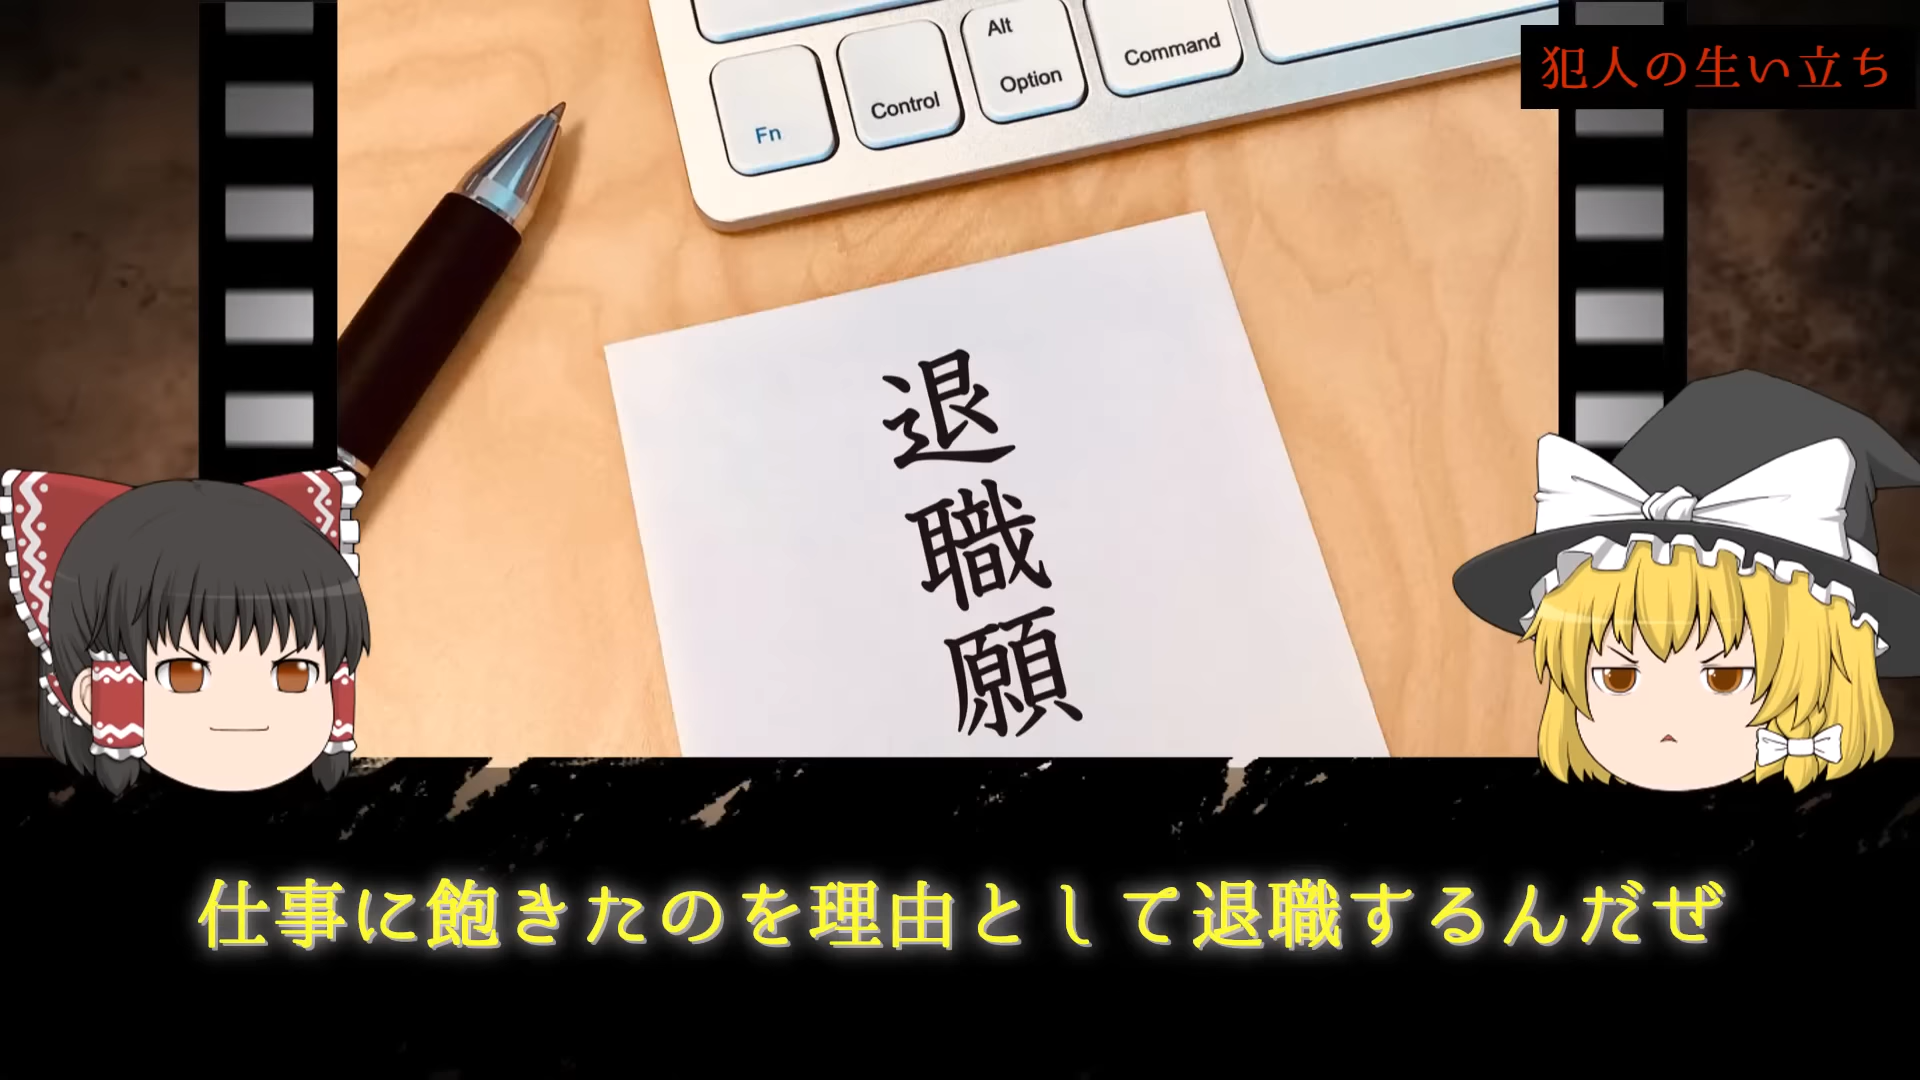 犯人の生い立ち
Alt
Option
Command
Control
Fn
退職願
仕事に飽きたのを理由として退職するんだぜ